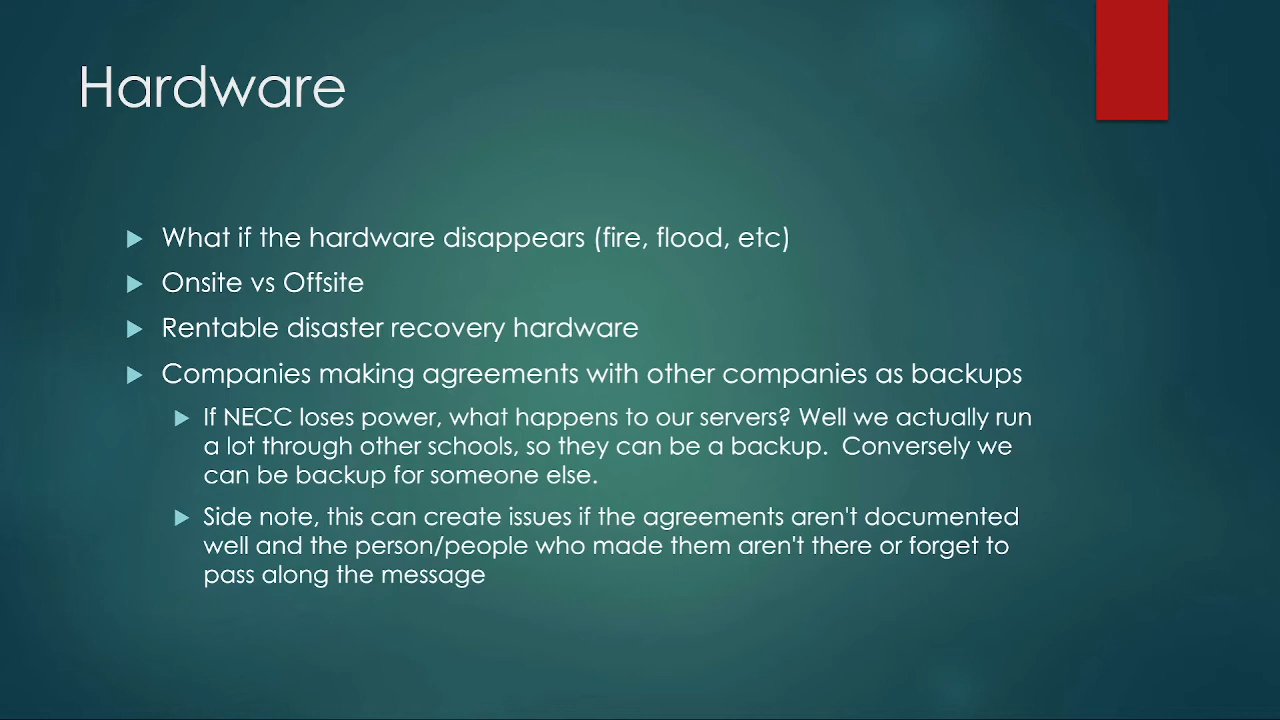 Hardware
What if the hardware disappears (fire, flood, etc)
Onsite vs Offsite
Rentable disaster recovery hardware
Companies making agreements with other companies as backups
If NECC loses power, what happens to our servers? Well we actually run
a lot through other schools, so they can be a backup.  Conversely we
can be backup for someone else.
Side note, this can create issues if the agreements aren't documented
well and the person/people who made them aren't there or forget to
pass along the message